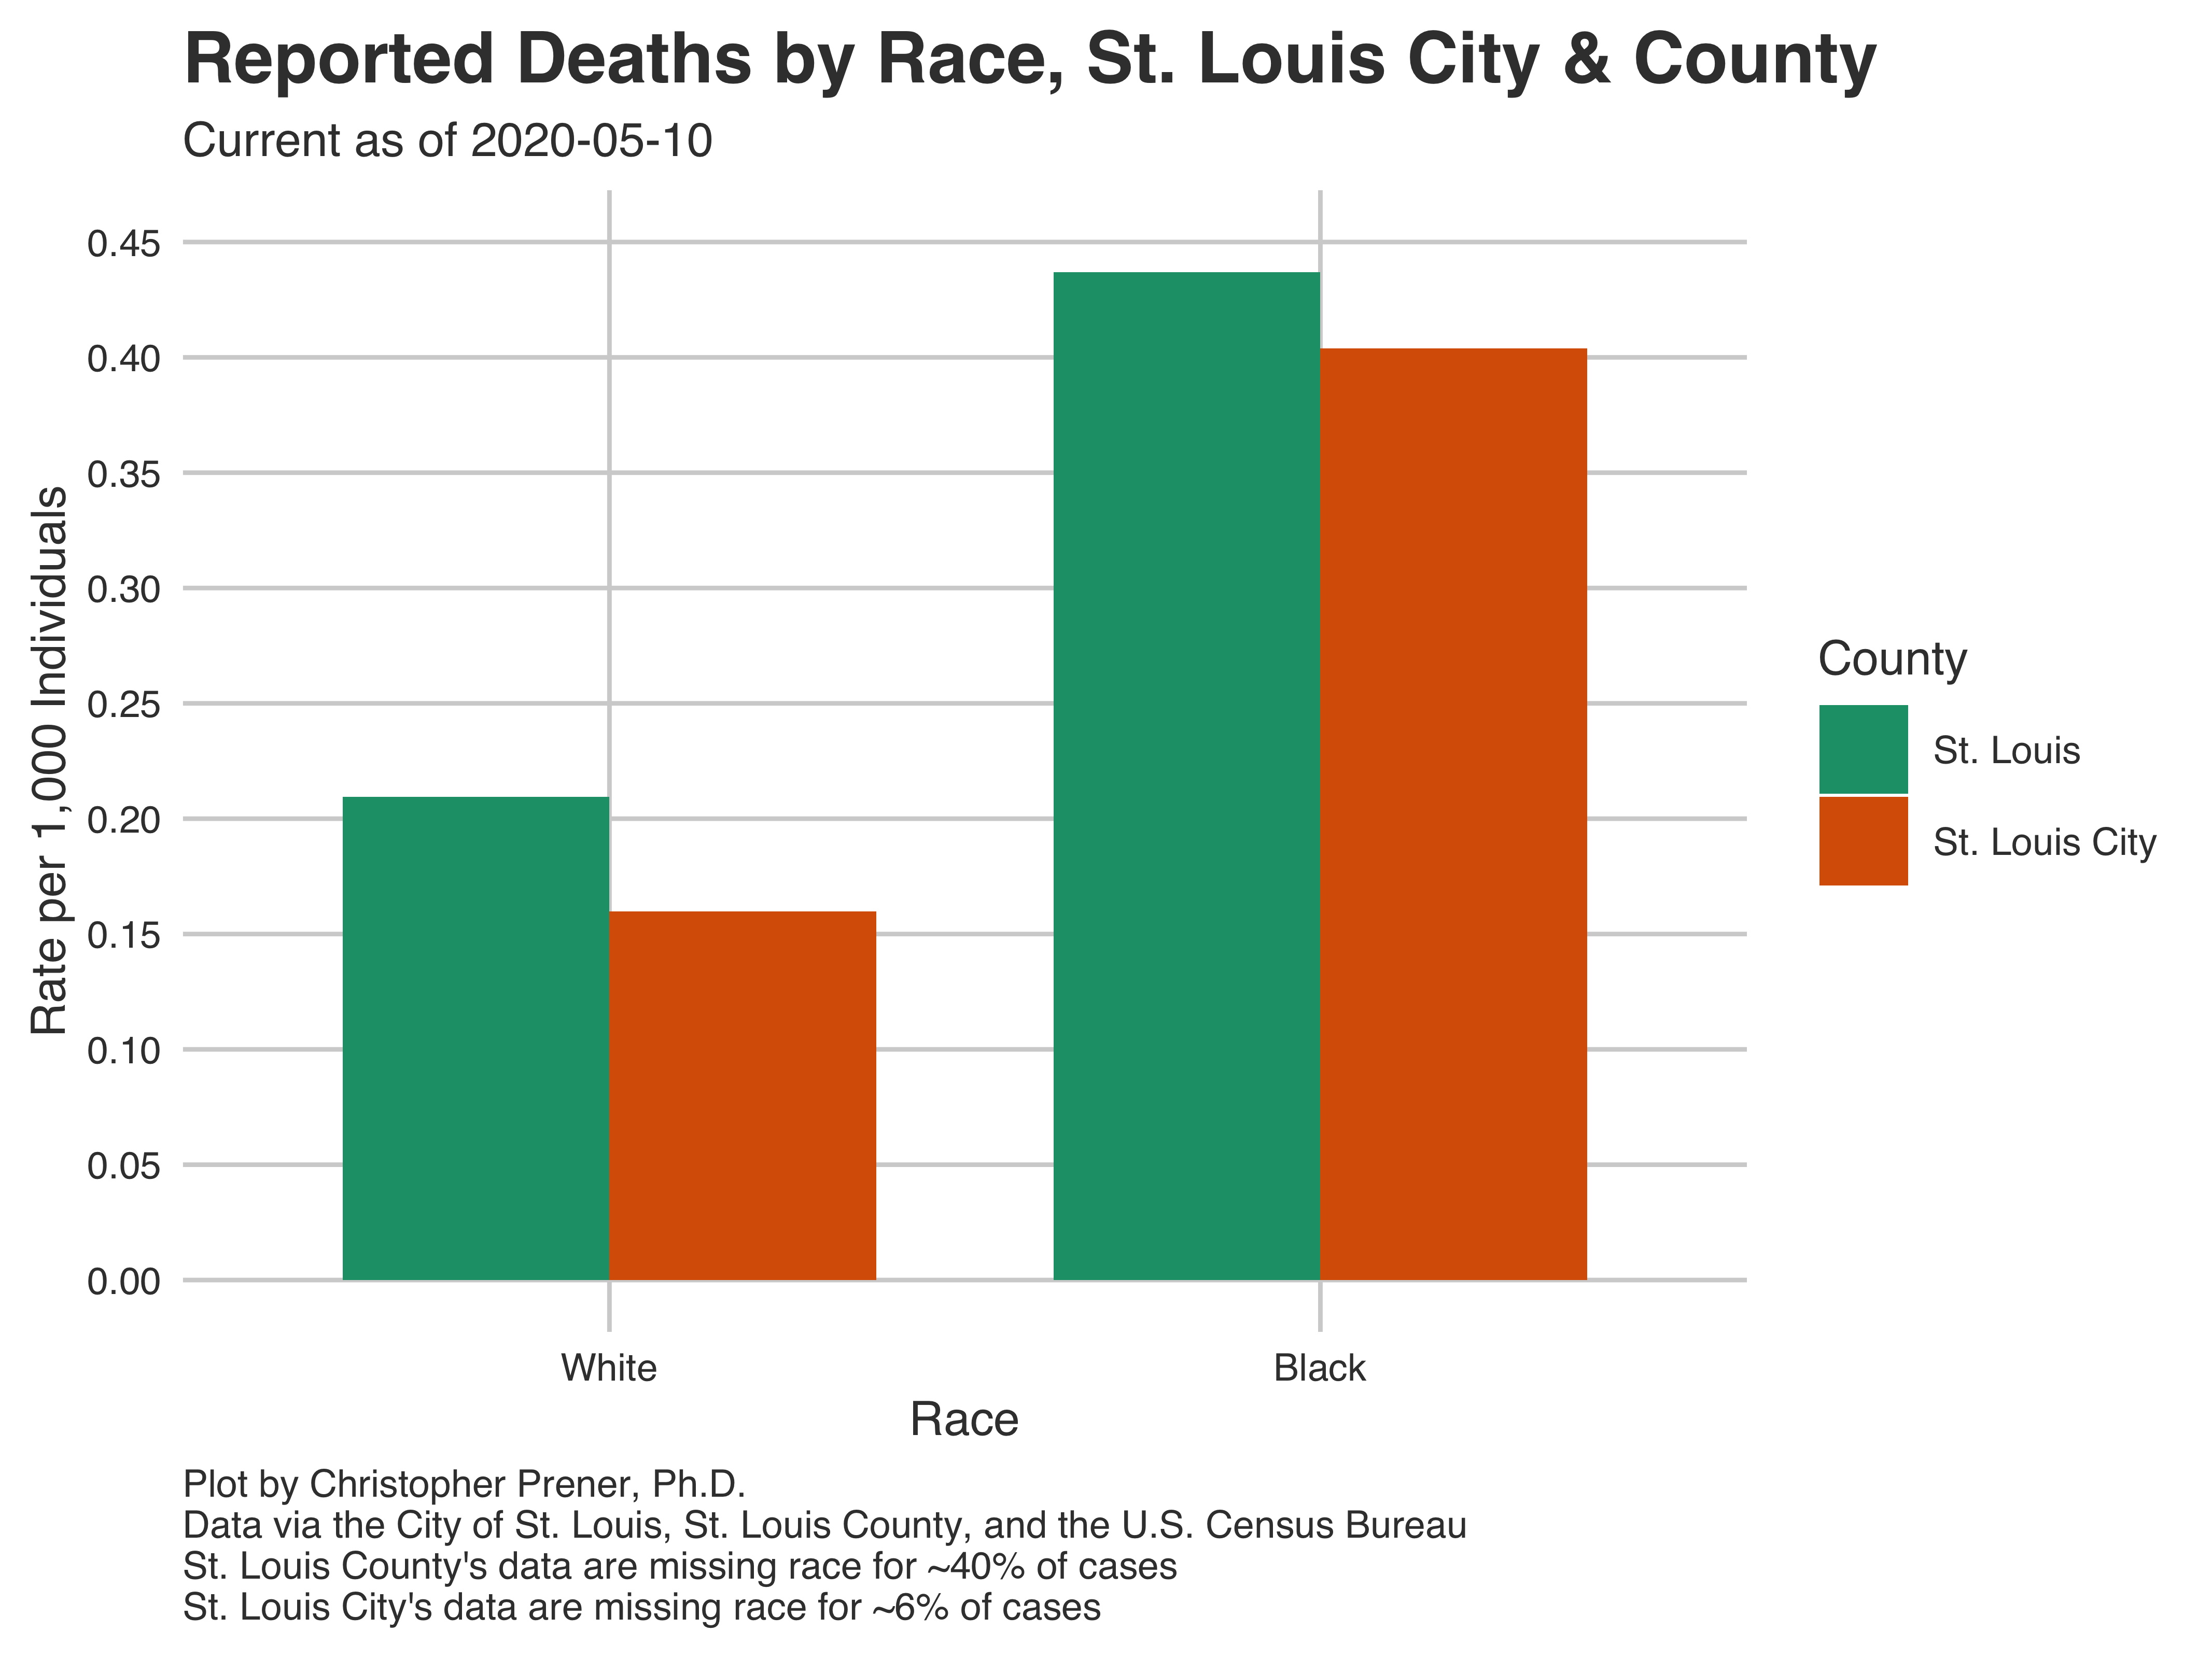 Reported Deaths by Race, St. Louis City & County
Current as of 2020-05-10
Rate per 1,000 Individuals
0.45
0.40
0.35
0.30
0.25
0.20
0.15
0.10
0.05
0.00
White
Black
Race
County
St. Louis
St. Louis City
Plot by Christopher Prener, Ph.D.
Data via the City of St. Louis, St. Louis County, and the U.S. Census Bureau
St. Louis County's data are missing race for ~40% of cases
St. Louis City's data are missing race for ~6% of cases